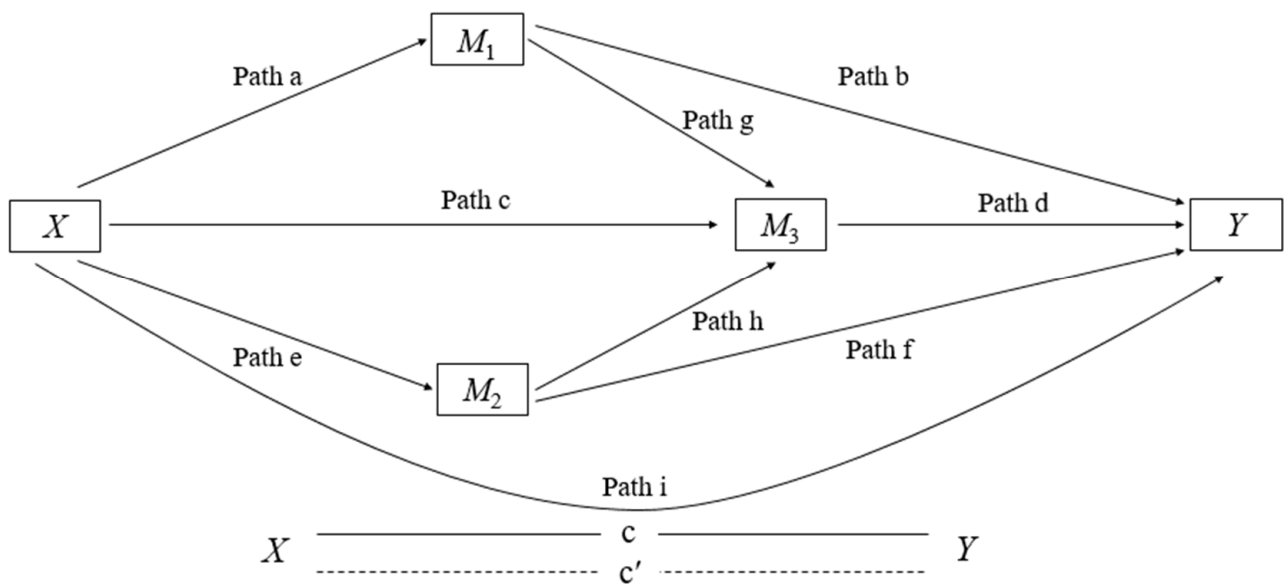 M₁
Path a
Path b
Path g
X
Path c
M₃
Path d
Y
Path h
Path e
Path f
M₂
Path i
X c Y
c′